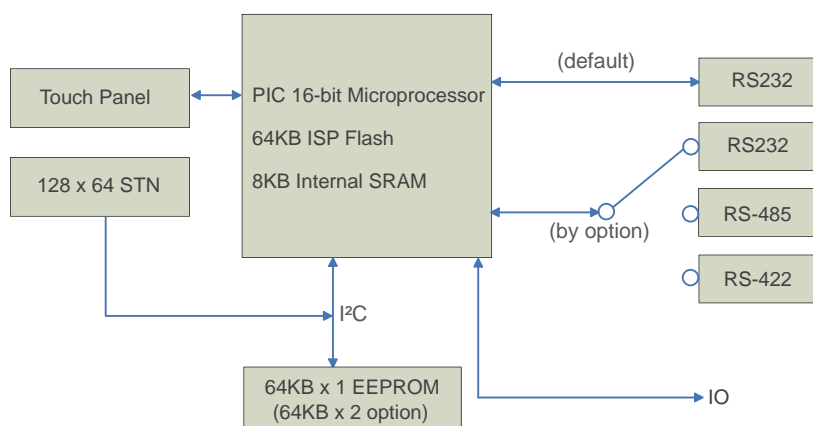 Touch Panel
128 x 64 STN
PIC 16-bit Microprocessor
64KB ISP Flash
8KB Internal SRAM
(default)
RS232
RS232
(by option)
RS-485
RS-422
I²C
64KB x 1 EEPROM
(64KB x 2 option)
IO